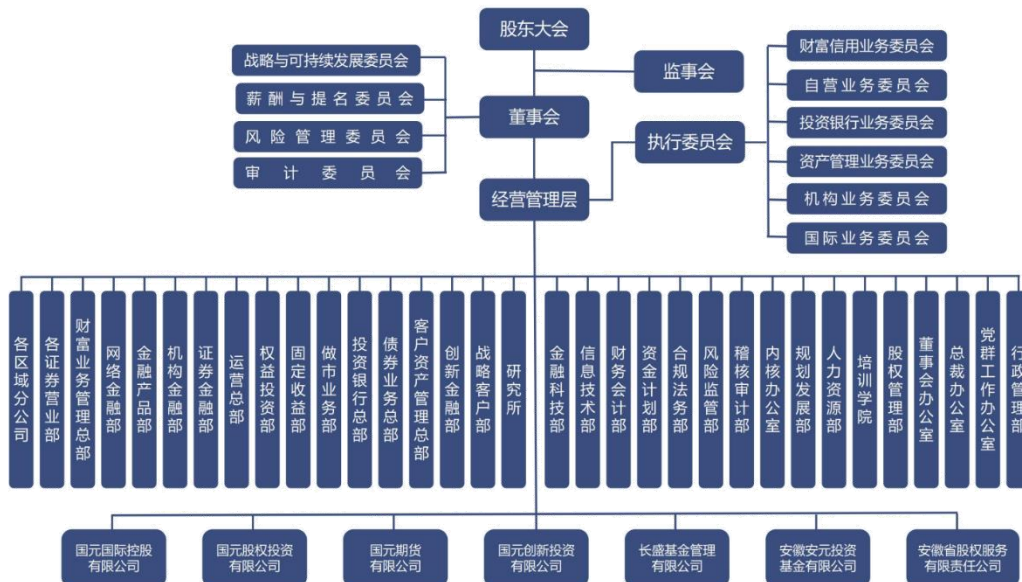 股东大会
战略与可持续发展委员会
薪酬与提名委员会
风险管理委员会
审计委员会
监事会
董事会
执行委员会
经营管理层
财富信用业务委员会
自营业务委员会
投资银行业务委员会
资产管理业务委员会
机构业务委员会
国际业务委员会
各区域分公司
各证券营业部
财富业务管理总部
网络金融部
金融产品部
机构金融部
证券金融部
运营总部
权益投资部
固定收益部
做市业务部
投资银行总部
债券业务总部
客户资产管理总部
创新金融部
战略客户部
研究所
金融科技部
信息技术部
财务会计部
资金计划部
合规法务部
风险监管部
稽核审计部
内核办公室
规划发展部
人力资源部
培训学院
股权管理部
董事会办公室
总裁办公室
党群工作办公室
行政管理部
国元国际控股
有限公司
国元股权投资
有限公司
国元期货
有限公司
国元创新投资
有限公司
长盛基金管理
有限公司
安徽安元投资
基金有限公司
安徽省股权服务
有限责任公司